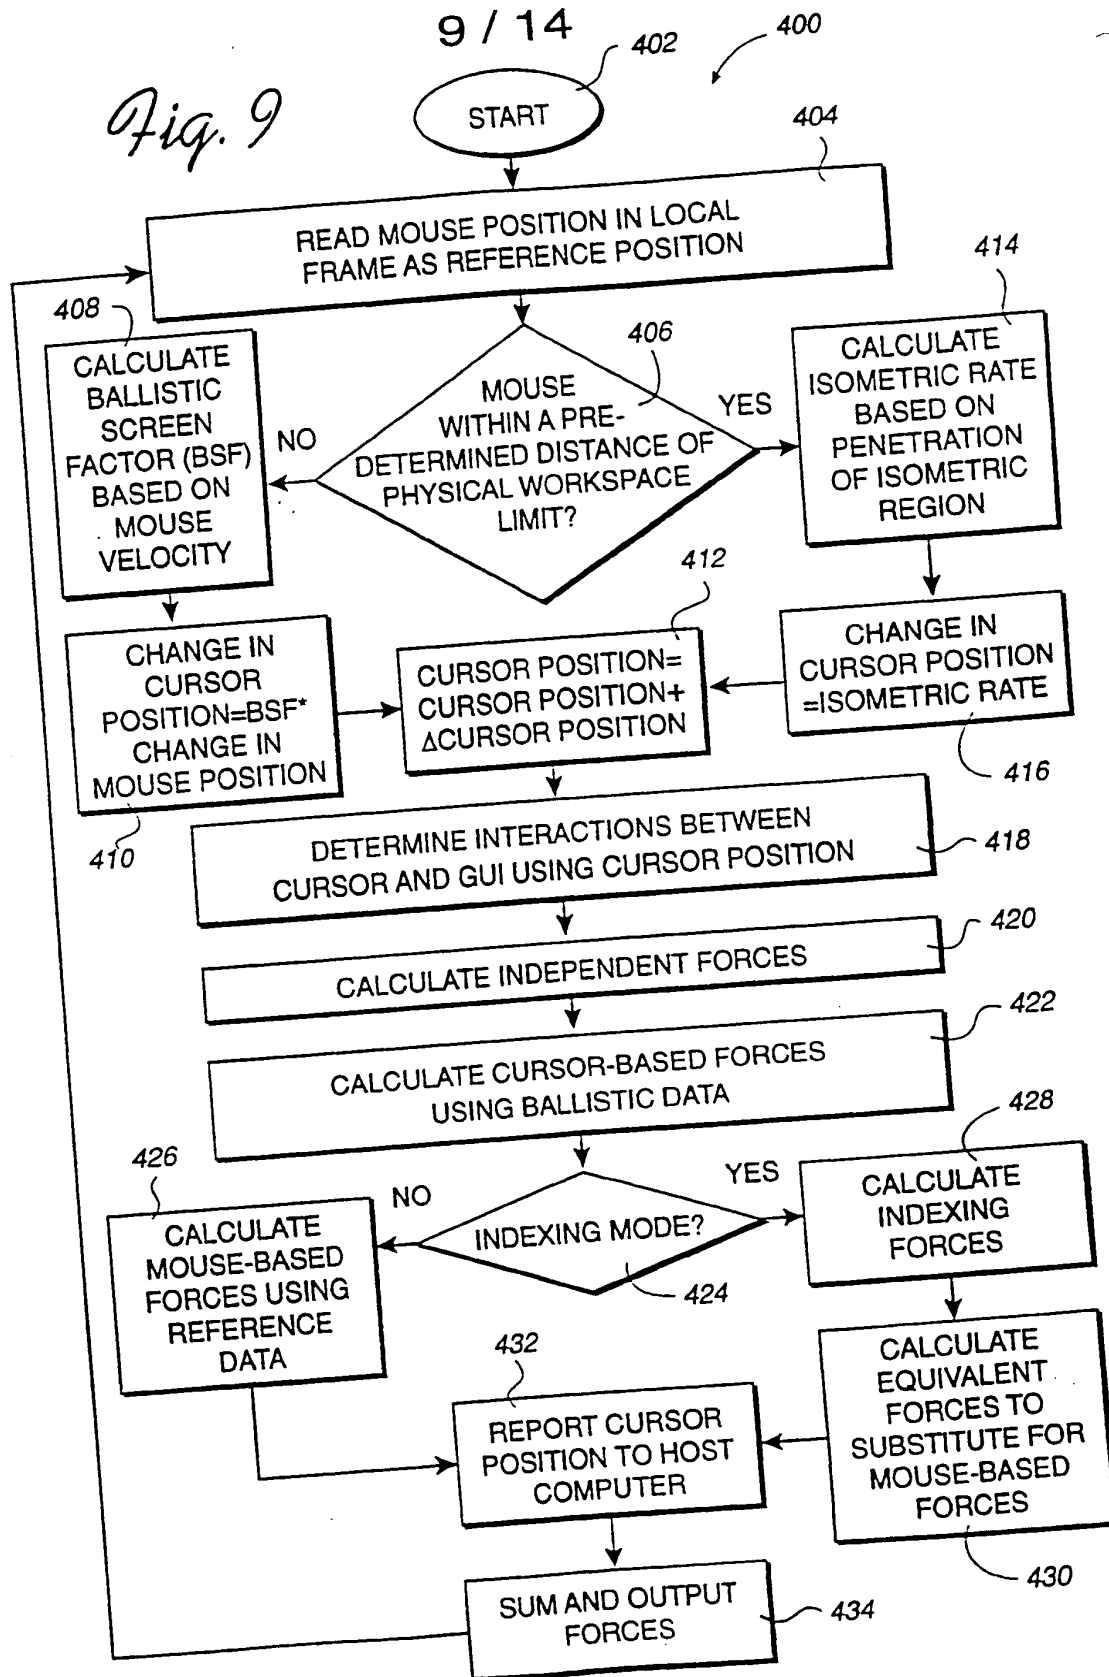 9 / 14
Fig. 9
400
402
START
404
READ MOUSE POSITION IN LOCAL
FRAME AS REFERENCE POSITION
406
MOUSE
WITHIN A PRE-
DETERMINED DISTANCE OF
PHYSICAL WORKSPACE
LIMIT?
NO
YES
408
CALCULATE
BALLISTIC
SCREEN
FACTOR (BSF)
BASED ON
MOUSE
VELOCITY
414
CALCULATE
ISOMETRIC RATE
BASED ON
PENETRATION
OF ISOMETRIC
REGION
410
CHANGE IN
CURSOR
POSITION=BSF*
CHANGE IN
MOUSE POSITION
412
CURSOR POSITION=
CURSOR POSITION+
ΔCURSOR POSITION
CHANGE IN
CURSOR POSITION
=ISOMETRIC RATE
416
DETERMINE INTERACTIONS BETWEEN
CURSOR AND GUI USING CURSOR POSITION
418
CALCULATE INDEPENDENT FORCES
420
CALCULATE CURSOR-BASED FORCES
USING BALLISTIC DATA
422
INDEXING MODE?
424
NO
YES
426
CALCULATE
MOUSE-BASED
FORCES USING
REFERENCE
DATA
428
CALCULATE
INDEXING
FORCES
CALCULATE
EQUIVALENT
FORCES TO
SUBSTITUTE FOR
MOUSE-BASED
FORCES
430
432
REPORT CURSOR
POSITION TO HOST
COMPUTER
SUM AND OUTPUT
FORCES
434